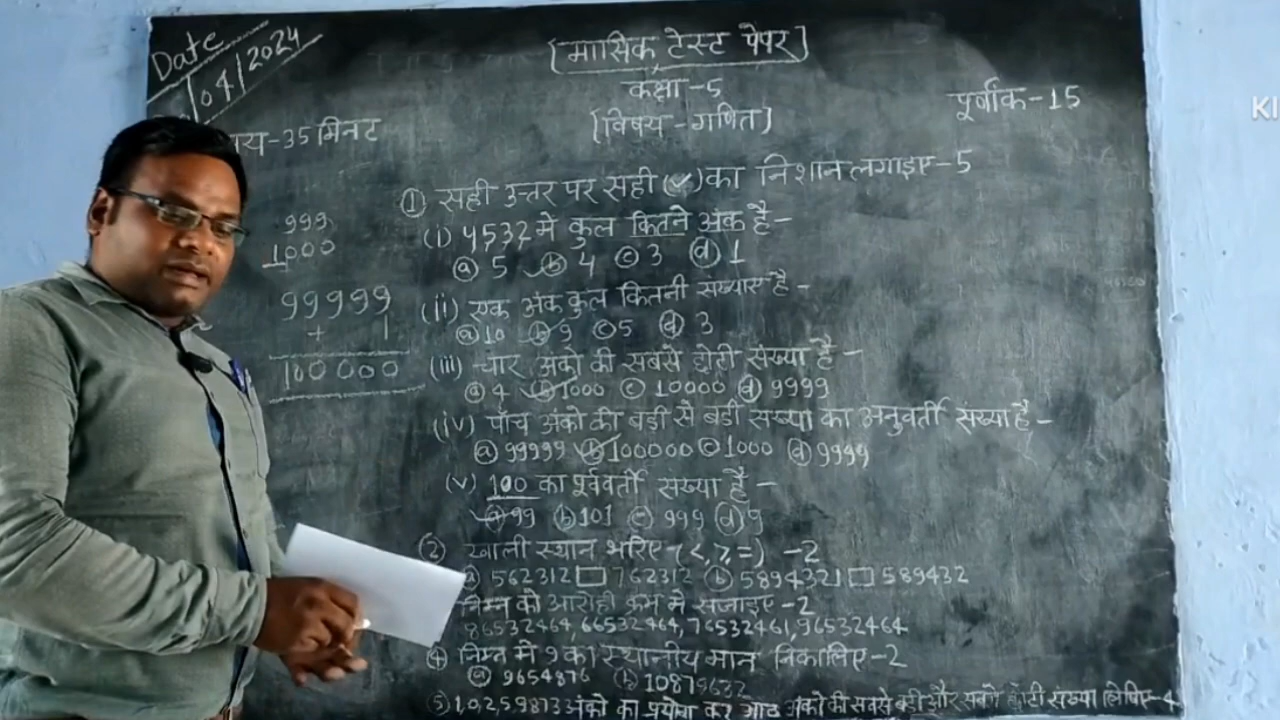 Date
/04/2024
[मासिक टेस्ट पेपर]
कक्षा-5
[विषय-गणित]
पूर्णांक-15
-35 मिनट
① सही उत्तर पर सही (✓) का निशान लगाइए-5
(i) 4532 में कुल कितने अंक है-
ⓐ 5 ⓑ 4 ⓒ 3 ⓓ 1
(ii) एक अंक कुल कितनी संख्याए है-
ⓐ 10 ⓑ 9 ⓒ 5 ⓓ 3
(iii) चार अंको की सबसे छोटी संख्या है-
ⓐ 4 ⓑ 1000 ⓒ 10000 ⓓ 9999
(iv) पाँच अंको की बडी से बडी संख्या का अनुवर्ती संख्या है-
ⓐ 99999 ⓑ 100000 ⓒ 1000 ⓓ 9999
(v) 100 का पूर्ववर्ती संख्या है-
ⓐ 99 ⓑ 101 ⓒ 999 ⓓ 9
② खाली स्थान भरिए-(<,>,=) -2
ⓐ 562312 □ 762312 ⓑ 5894321 □ 589432
निम्न को आरोही क्रम में सजाइए-2
86532464, 66532464, 76532461, 96532464
④ निम्न में 9 का स्थानीय मान निकालिए-2
ⓐ 9654876 ⓑ 10879632
⑤ 1,0,2,5,9,8,7,3 अंको का प्रयोग कर आठ अंको की सबसे बडी और सबसे छोटी संख्या लिखिए-4
999
1000
99999
+ 1
100000
KI